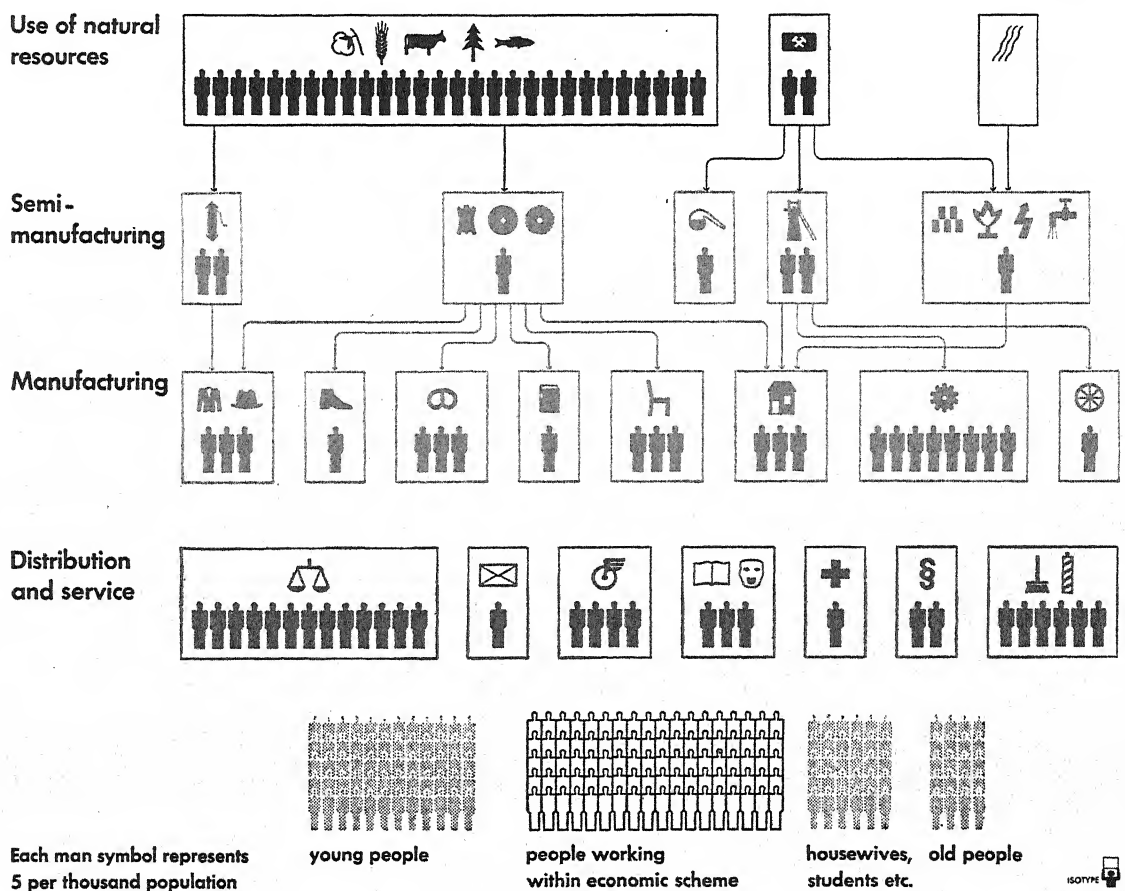 Use of natural
resources
Semi-
manufacturing
Manufacturing
Distribution
and service
§
Each man symbol represents
5 per thousand population
young people
people working
within economic scheme
housewives,
students etc.
old people
ISOTYPE